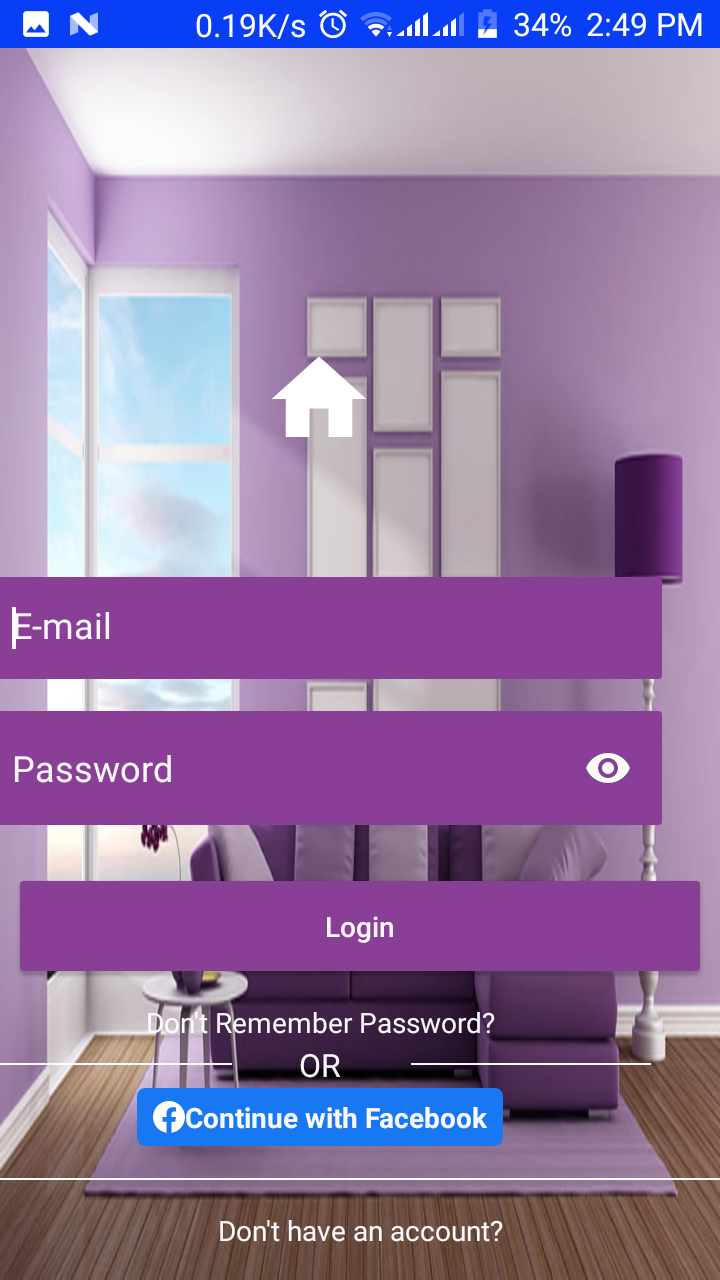 0.19K/s 34% 2:49 PM
E-mail
Password
Login
Don't Remember Password?
OR
Continue with Facebook
Don't have an account?